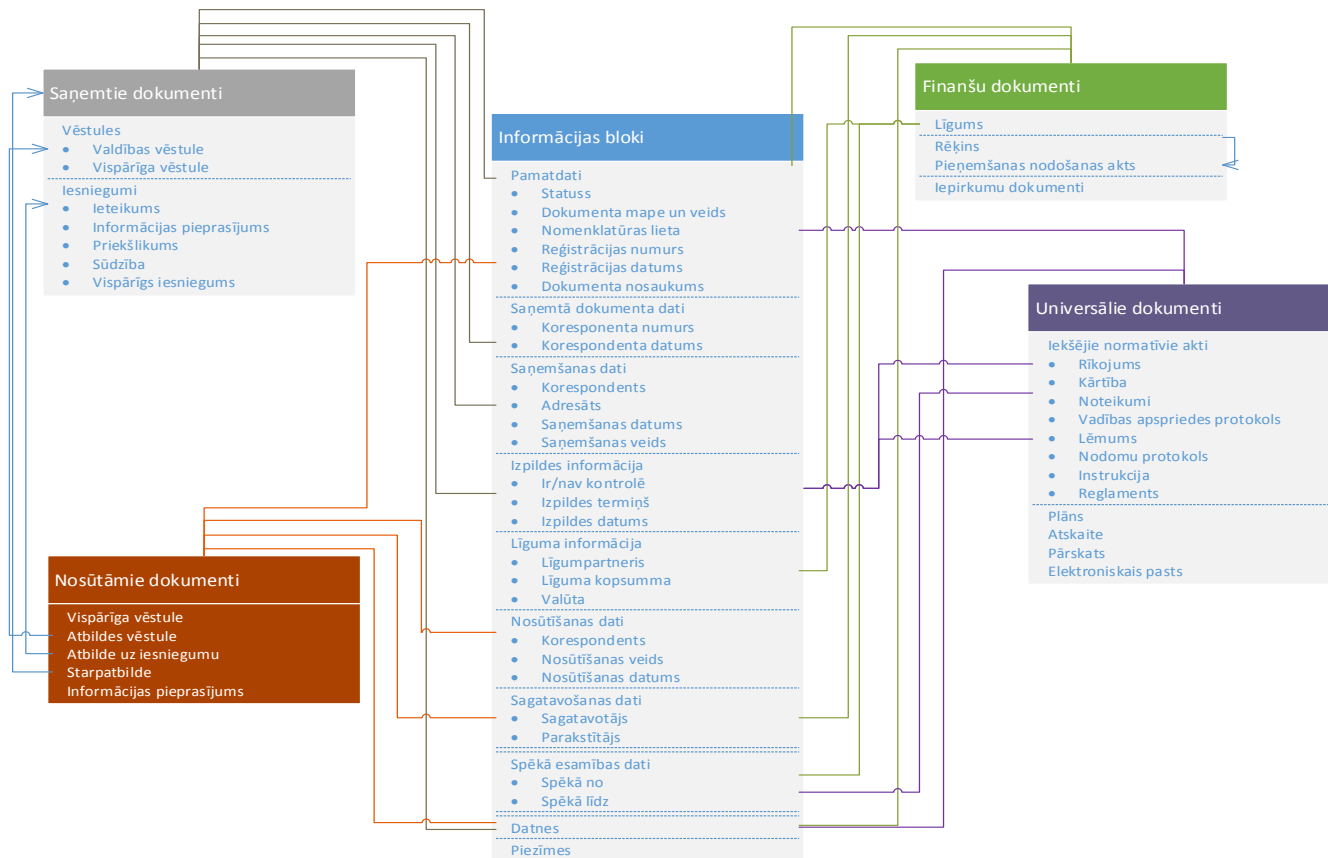 Saņemtie dokumenti
Vēstules
Valdības vēstule
Vispārīga vēstule
Iesniegumi
Ieteikums
Informācijas pieprasījums
Priekšlikums
Sūdzība
Vispārīgs iesniegums
Nosūtāmie dokumenti
Vispārīga vēstule
Atbildes vēstule
Atbilde uz iesniegumu
Starpatbilde
Informācijas pieprasījums
Informācijas bloki
Pamatdati
Statuss
Dokumenta mape un veids
Nomenklatūras lieta
Reģistrācijas numurs
Reģistrācijas datums
Dokumenta nosaukums
Saņemtā dokumenta dati
Koresponenta numurs
Korespondenta datums
Saņemšanas dati
Korespondents
Adresāts
Saņemšanas datums
Saņemšanas veids
Izpildes informācija
Ir/nav kontrolē
Izpildes termiņš
Izpildes datums
Līguma informācija
Līgumpartneris
Līguma kopsumma
Valūta
Nosūtīšanas dati
Korespondents
Nosūtīšanas veids
Nosūtīšanas datums
Sagatavošanas dati
Sagatavotājs
Parakstītājs
Spēkā esamības dati
Spēkā no
Spēkā līdz
Datnes
Piezīmes
Finanšu dokumenti
Līgums
Rēķins
Pieņemšanas nodošanas akts
Iepirkumu dokumenti
Universālie dokumenti
Iekšējie normatīvie akti
Rīkojums
Kārtība
Noteikumi
Vadības apspriedes protokols
Lēmums
Nodomu protokols
Instrukcija
Reglaments
Plāns
Atskaite
Pārskats
Elektroniskais pasts